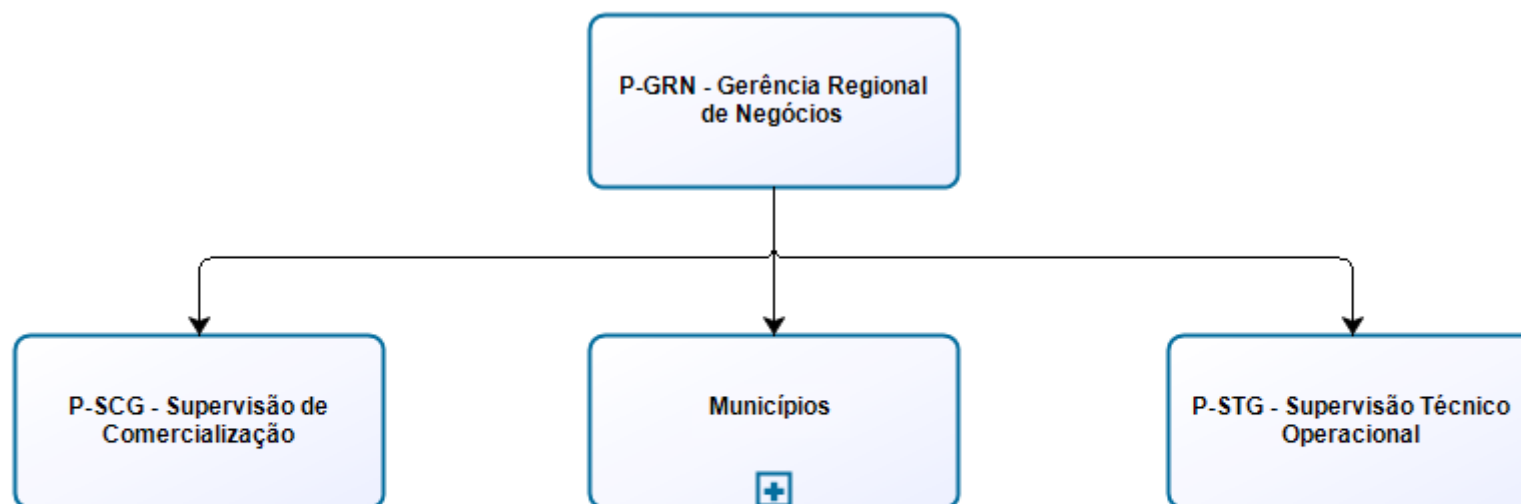 P-GRN - Gerência Regional
de Negócios
P-SCG - Supervisão de
Comercialização
Municípios
P-STG - Supervisão Técnico
Operacional